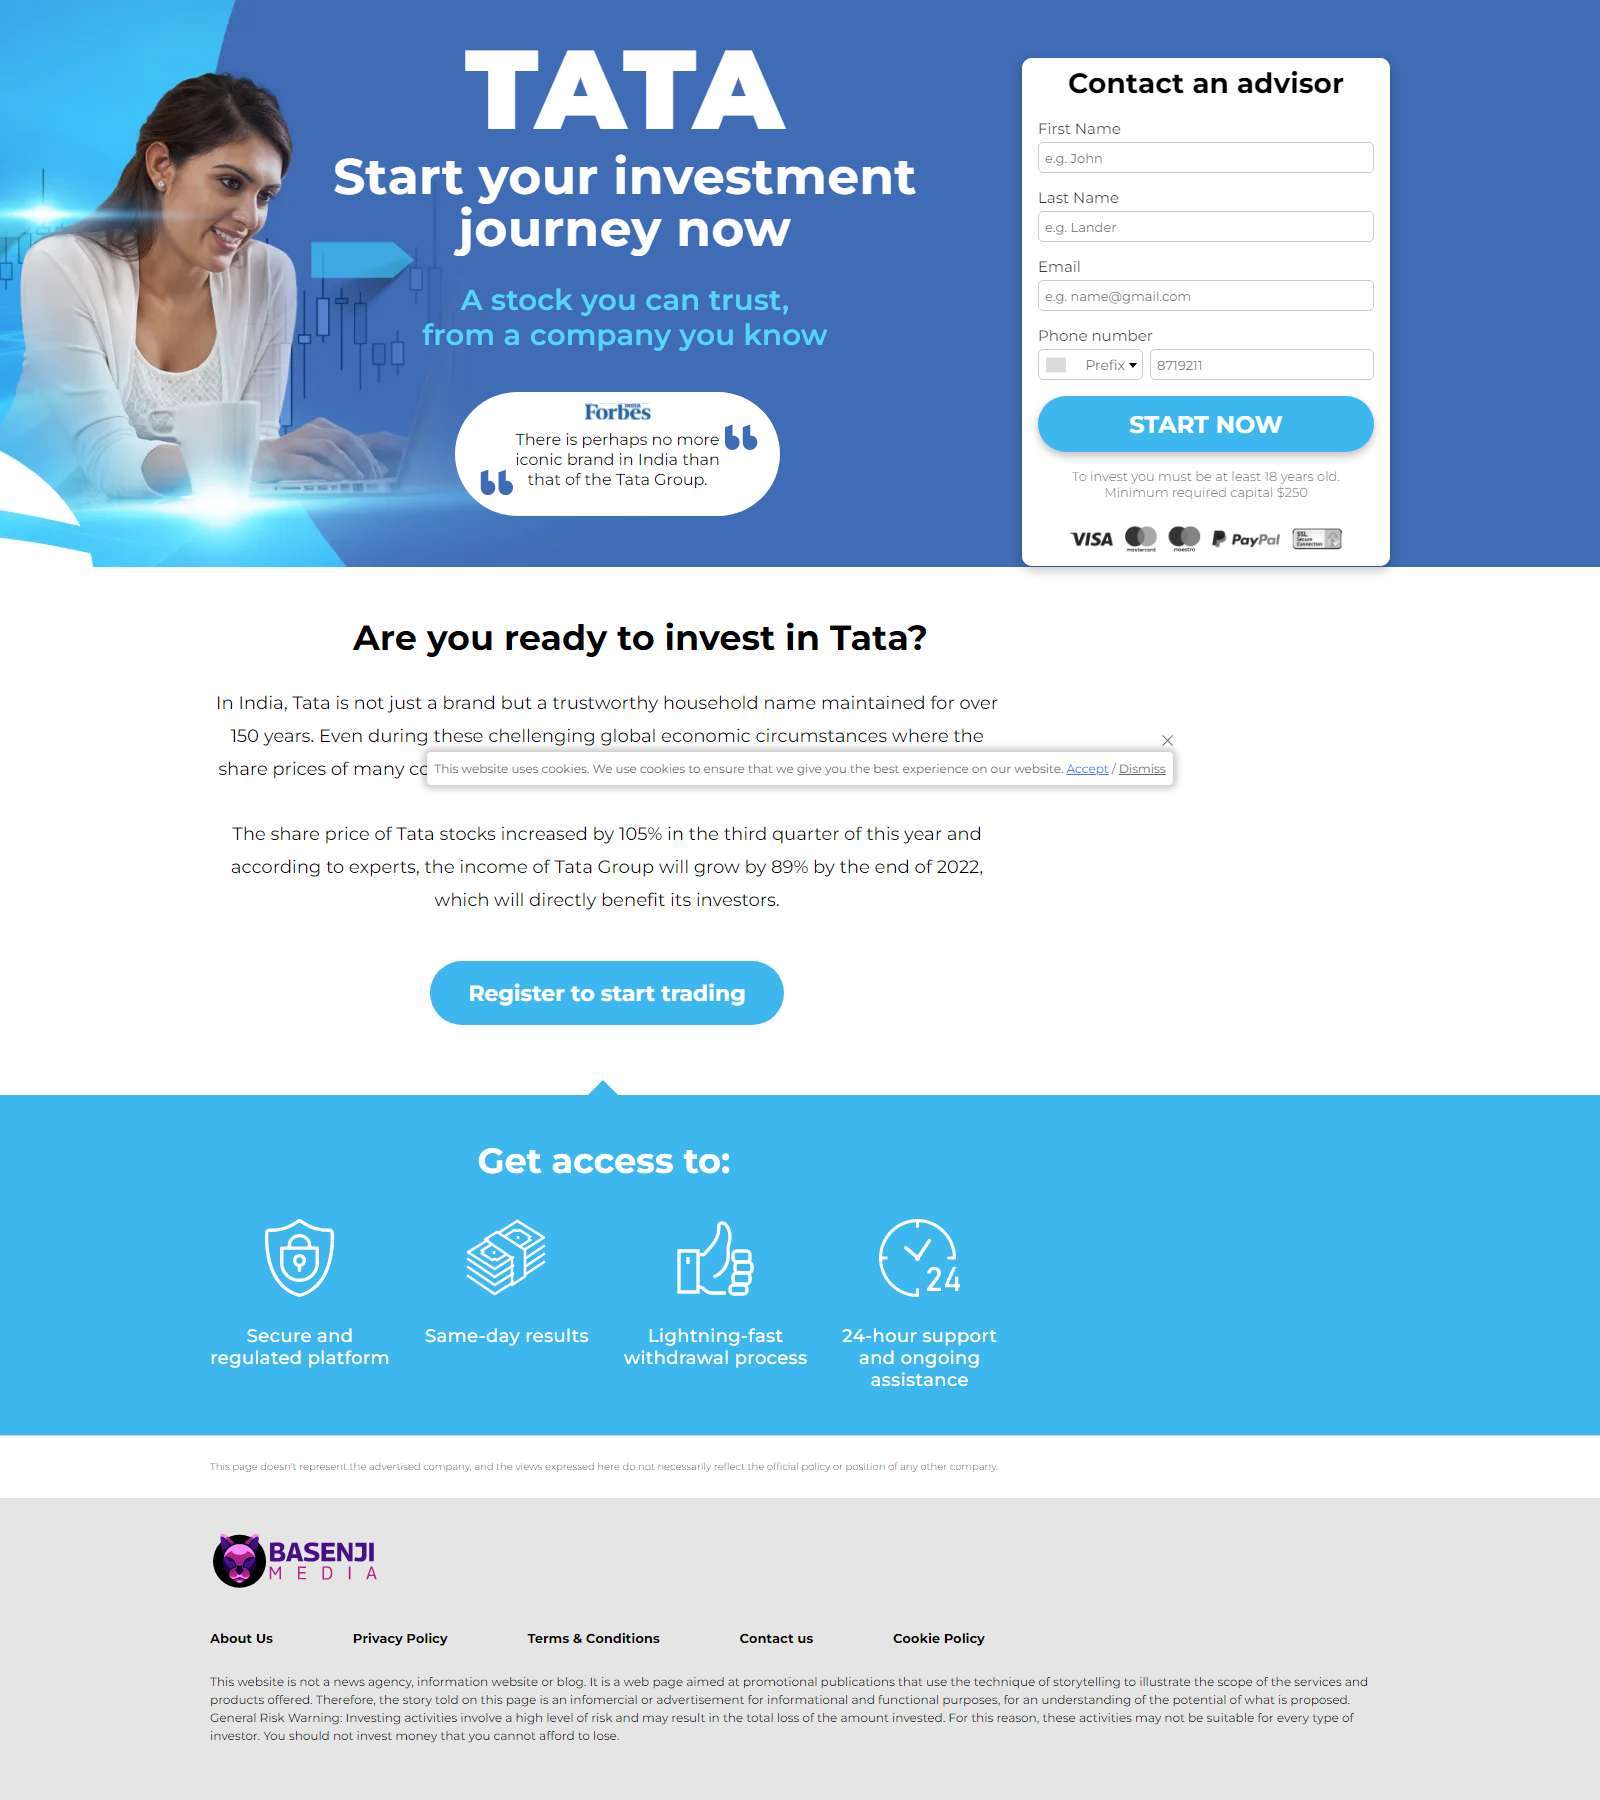 TATA
Start your investment
journey now
A stock you can trust,
from a company you know
Forbes
INDIA
There is perhaps no more
iconic brand in India than
that of the Tata Group.
Contact an advisor
First Name
e.g. John
Last Name
e.g. Lander
Email
e.g. name@gmail.com
Phone number
Prefix
8719211
START NOW
To invest you must be at least 18 years old.
Minimum required capital $250
VISA
mastercard
maestro
PayPal
SSL
Secure
Connection
Are you ready to invest in Tata?
In India, Tata is not just a brand but a trustworthy household name maintained for over
150 years. Even during these chellenging global economic circumstances where the
share prices of many
This website uses cookies. We use cookies to ensure that we give you the best experience on our website. Accept / Dismiss
The share price of Tata stocks increased by 105% in the third quarter of this year and
according to experts, the income of Tata Group will grow by 89% by the end of 2022,
which will directly benefit its investors.
Register to start trading
Get access to:
24
Secure and
regulated platform
Same-day results
Lightning-fast
withdrawal process
24-hour support
and ongoing
assistance
This page doesn't represent the advertised company, and the views expressed here do not necessarily reflect the official policy or position of any other company.
BASENJI
MEDIA
About Us
Privacy Policy
Terms & Conditions
Contact us
Cookie Policy
This website is not a news agency, information website or blog. It is a web page aimed at promotional publications that use the technique of storytelling to illustrate the scope of the services and
products offered. Therefore, the story told on this page is an infomercial or advertisement for informational and functional purposes, for an understanding of the potential of what is proposed.
General Risk Warning: Investing activities involve a high level of risk and may result in the total loss of the amount invested. For this reason, these activities may not be suitable for every type of
investor. You should not invest money that you cannot afford to lose.